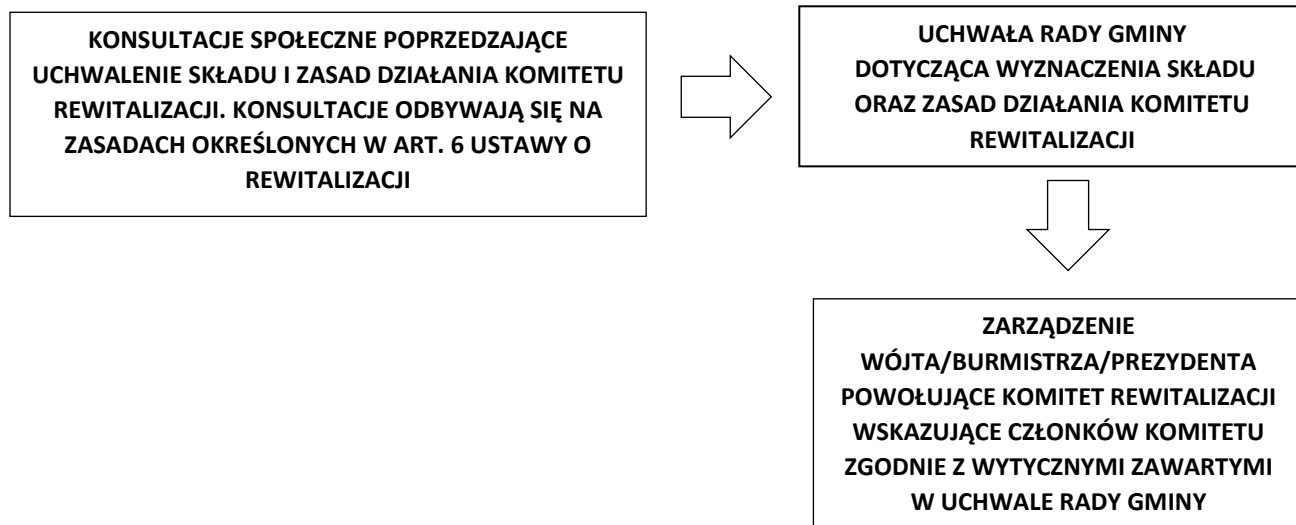 KONSULTACJE SPOŁECZNE POPRZEDZAJĄCE
UCHWALENIE SKŁADU I ZASAD DZIAŁANIA KOMITETU
REWITALIZACJI. KONSULTACJE ODBYWAJĄ SIĘ NA
ZASADACH OKREŚLONYCH W ART. 6 USTAWY O
REWITALIZACJI
UCHWAŁA RADY GMINY
DOTYCZĄCA WYZNACZENIA SKŁADU
ORAZ ZASAD DZIAŁANIA KOMITETU
REWITALIZACJI
ZARZĄDZENIE
WÓJTA/BURMISTRZA/PREZYDENTA
POWOŁUJĄCE KOMITET REWITALIZACJI
WSKAZUJĄCE CZŁONKÓW KOMITETU
ZGODNIE Z WYTYCZNYMI ZAWARTYMI
W UCHWALE RADY GMINY